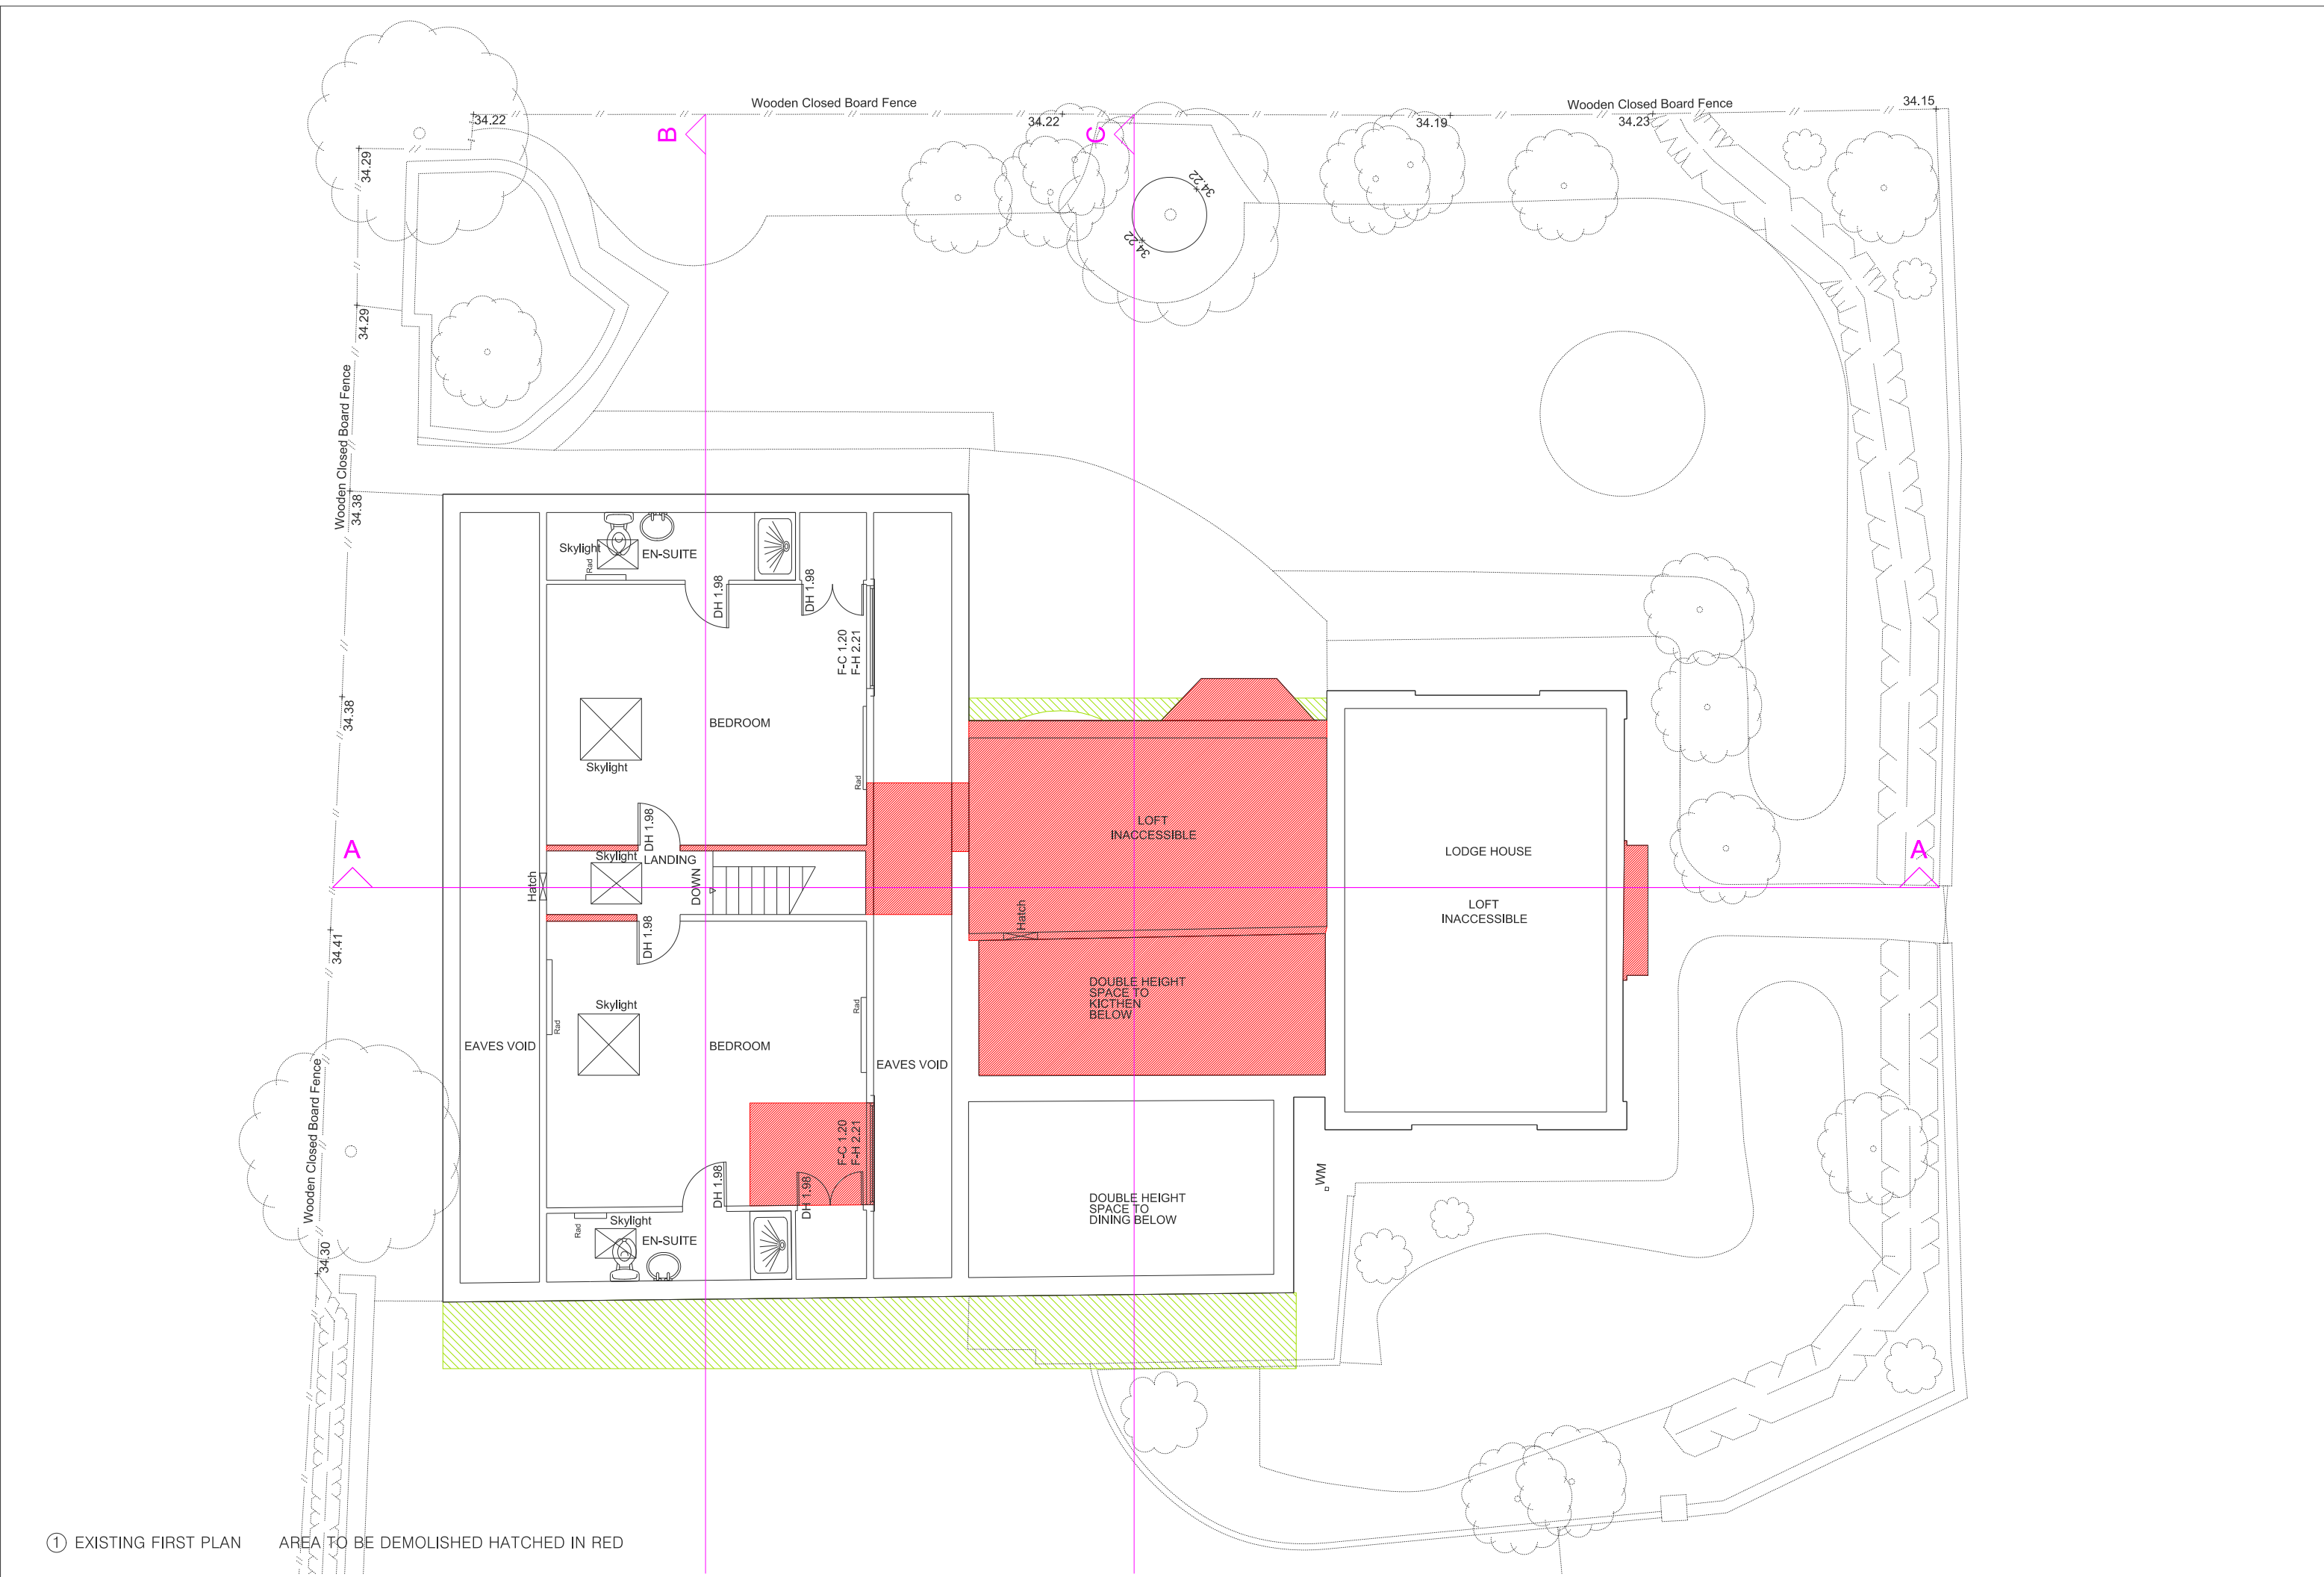 Wooden Closed Board Fence
Wooden Closed Board Fence
34.15
34.22
34.22
34.19
34.23
B
C
34.29
34.22
34.22
34.29
Wooden Closed Board Fence
34.38
Skylight
EN-SUITE
Rad
DH 1.98
DH 1.98
F-C 1.20
F-H 2.21
34.38
BEDROOM
Skylight
Rad
DH 1.98
LOFT
INACCESSIBLE
A
Skylight
LANDING
LODGE HOUSE
A
Hatch
DOWN
LOFT
INACCESSIBLE
Hatch
34.41
DH 1.98
DOUBLE HEIGHT
SPACE TO
KICTHEN
BELOW
Skylight
Rad
Rad
EAVES VOID
BEDROOM
EAVES VOID
Wooden Closed Board Fence
F-C 1.20
F-H 2.21
DH 1.98
DH 1.98
WM
DOUBLE HEIGHT
SPACE TO
DINING BELOW
Skylight
Rad
EN-SUITE
34.30
1 EXISTING FIRST PLAN AREA TO BE DEMOLISHED HATCHED IN RED